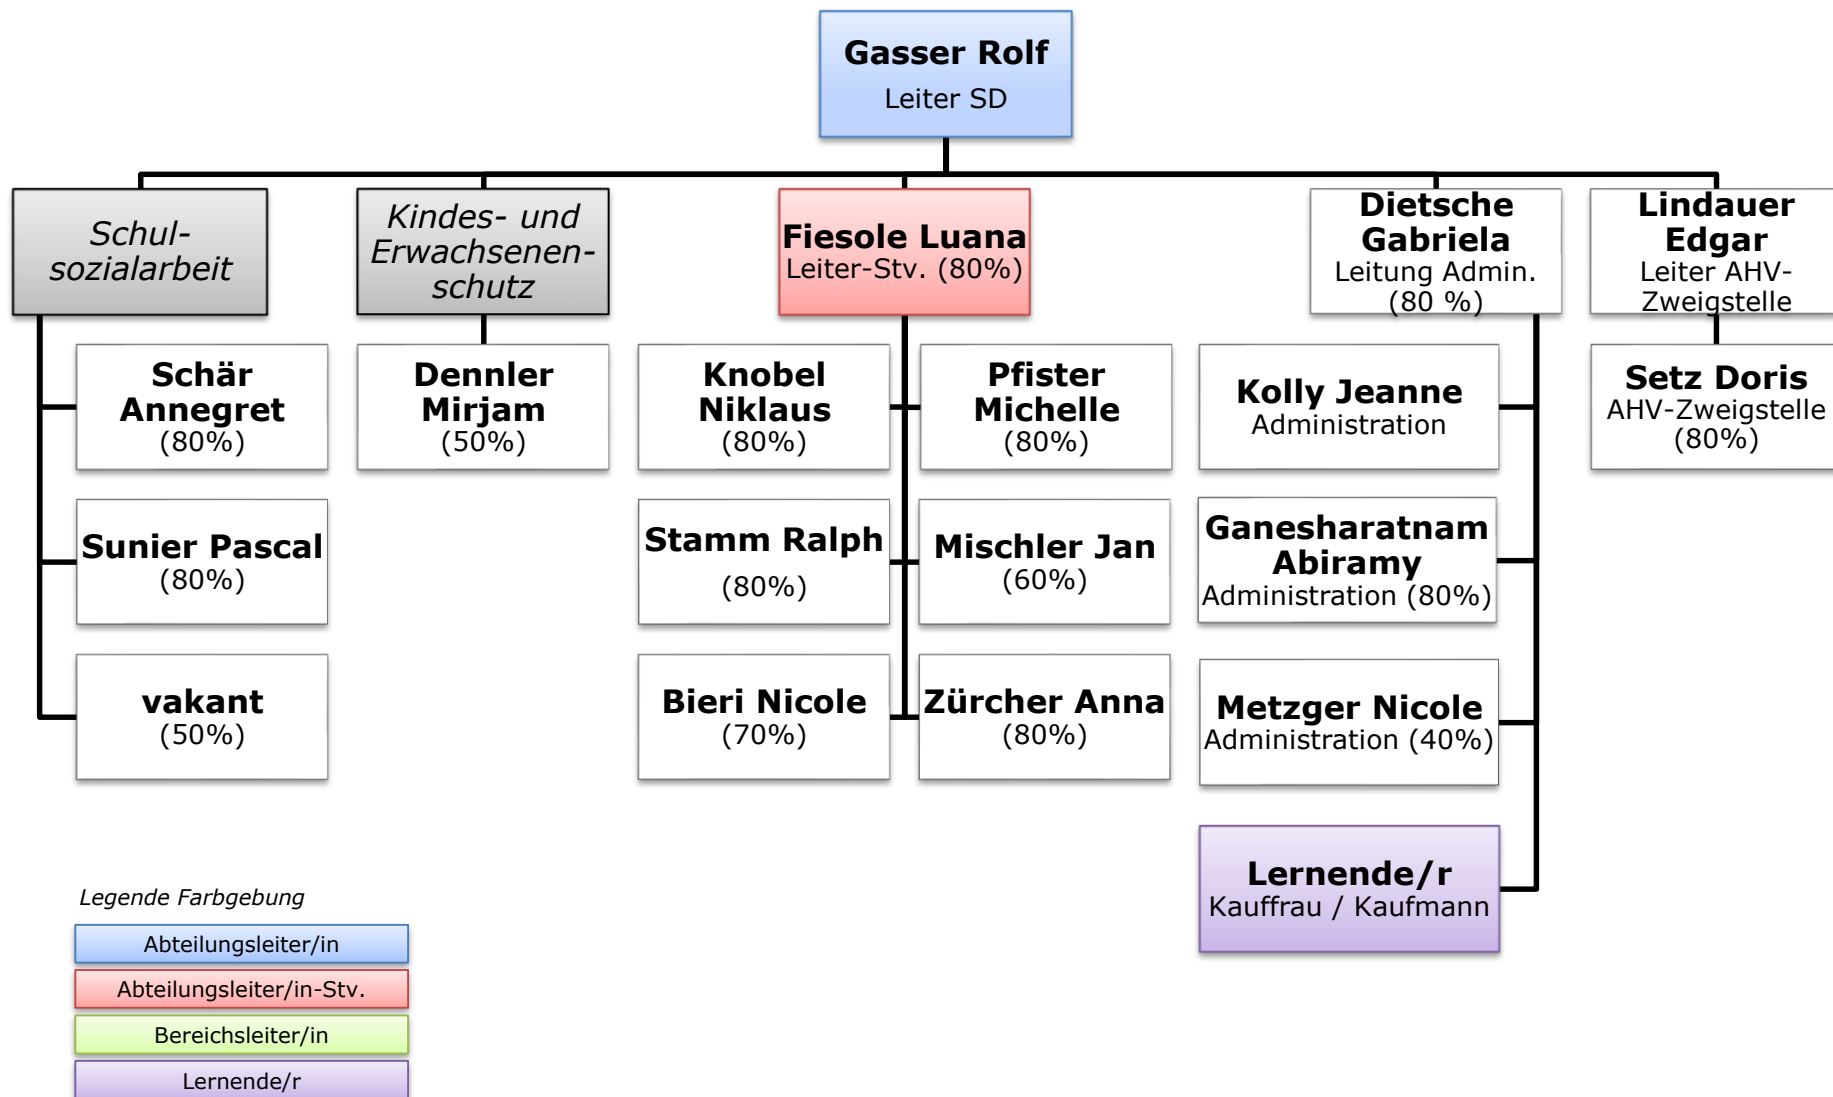 Gasser Rolf
Leiter SD
Schul-
sozialarbeit
Kindes- und
Erwachsenen-
schutz
Fiesole Luana
Leiter-Stv. (80%)
Dietsche
Gabriela
Leitung Admin.
(80 %)
Lindauer
Edgar
Leiter AHV-
Zweigstelle
Schär
Annegret
(80%)
Dennler
Mirjam
(50%)
Knobel
Niklaus
(80%)
Pfister
Michelle
(80%)
Kolly Jeanne
Administration
Setz Doris
AHV-Zweigstelle
(80%)
Sunier Pascal
(80%)
Stamm Ralph
(80%)
Mischler Jan
(60%)
Ganesharatnam
Abiramy
Administration (80%)
vakant
(50%)
Bieri Nicole
(70%)
Zürcher Anna
(80%)
Metzger Nicole
Administration (40%)
Lernende/r
Kauffrau / Kaufmann
Legende Farbgebung
Abteilungsleiter/in
Abteilungsleiter/in-Stv.
Bereichsleiter/in
Lernende/r